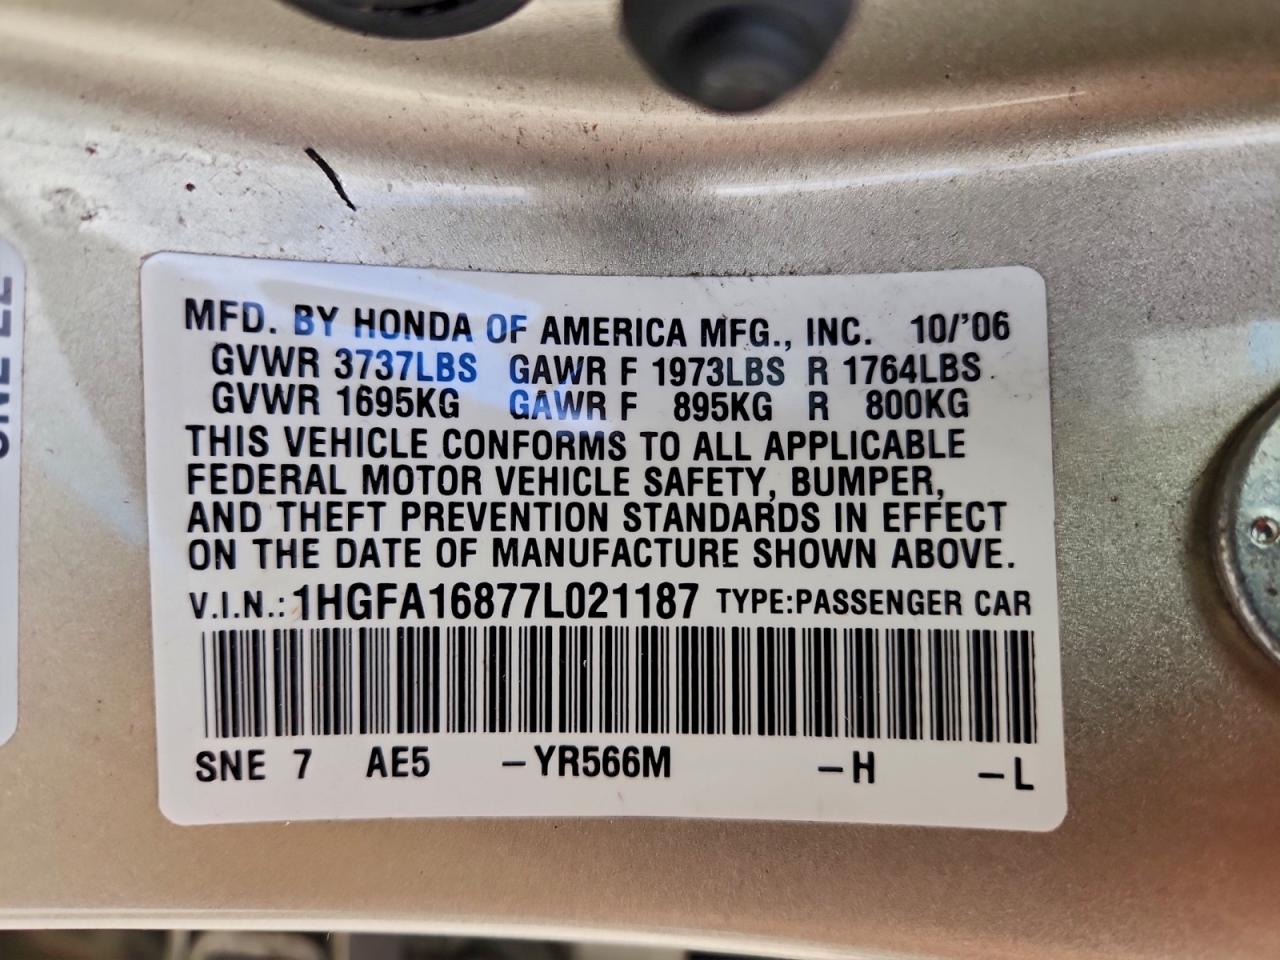 MFD. BY HONDA OF AMERICA MFG., INC. 10/'06
GVWR 3737LBS GAWR F 1973LBS R 1764LBS
GVWR 1695KG GAWR F 895KG R 800KG
THIS VEHICLE CONFORMS TO ALL APPLICABLE
FEDERAL MOTOR VEHICLE SAFETY, BUMPER,
AND THEFT PREVENTION STANDARDS IN EFFECT
ON THE DATE OF MANUFACTURE SHOWN ABOVE.
V.I.N.: 1HGFA16877L021187 TYPE:PASSENGER CAR
SNE 7 AE5 –YR566M –H –L